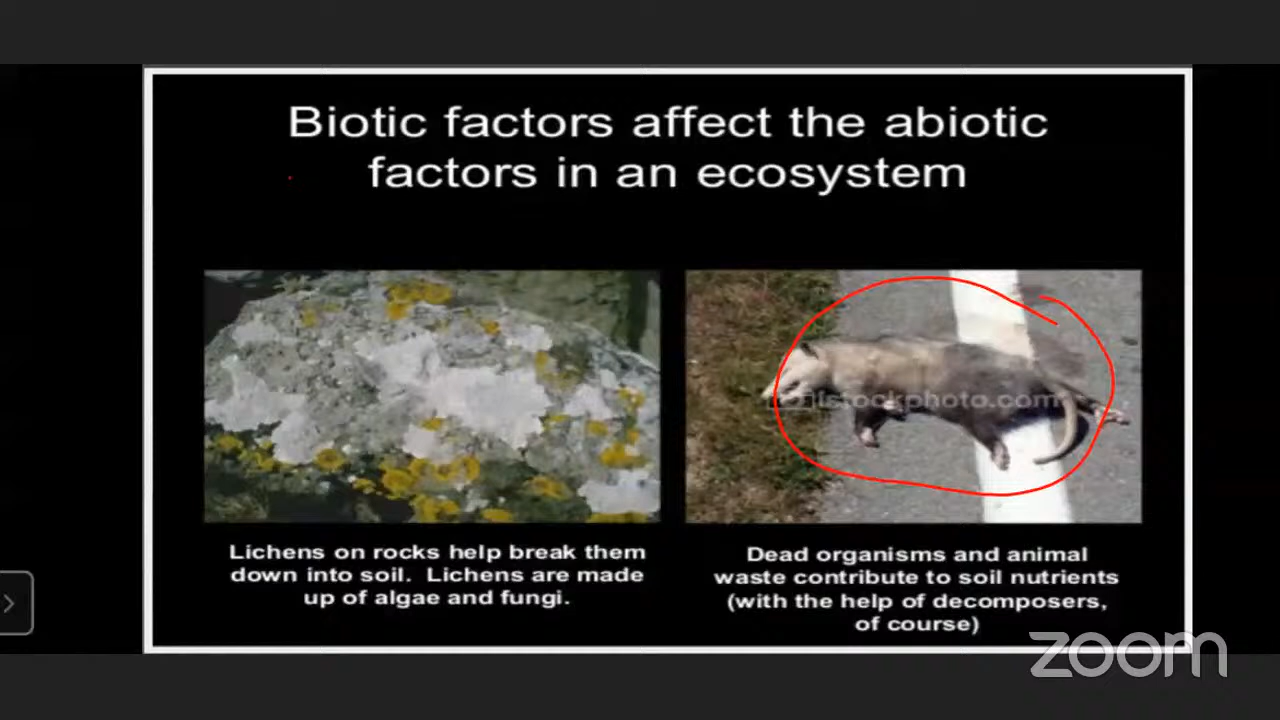 Biotic factors affect the abiotic
factors in an ecosystem
iStockphoto.com
Lichens on rocks help break them
down into soil. Lichens are made
up of algae and fungi.
Dead organisms and animal
waste contribute to soil nutrients
(with the help of decomposers,
of course)
zoom